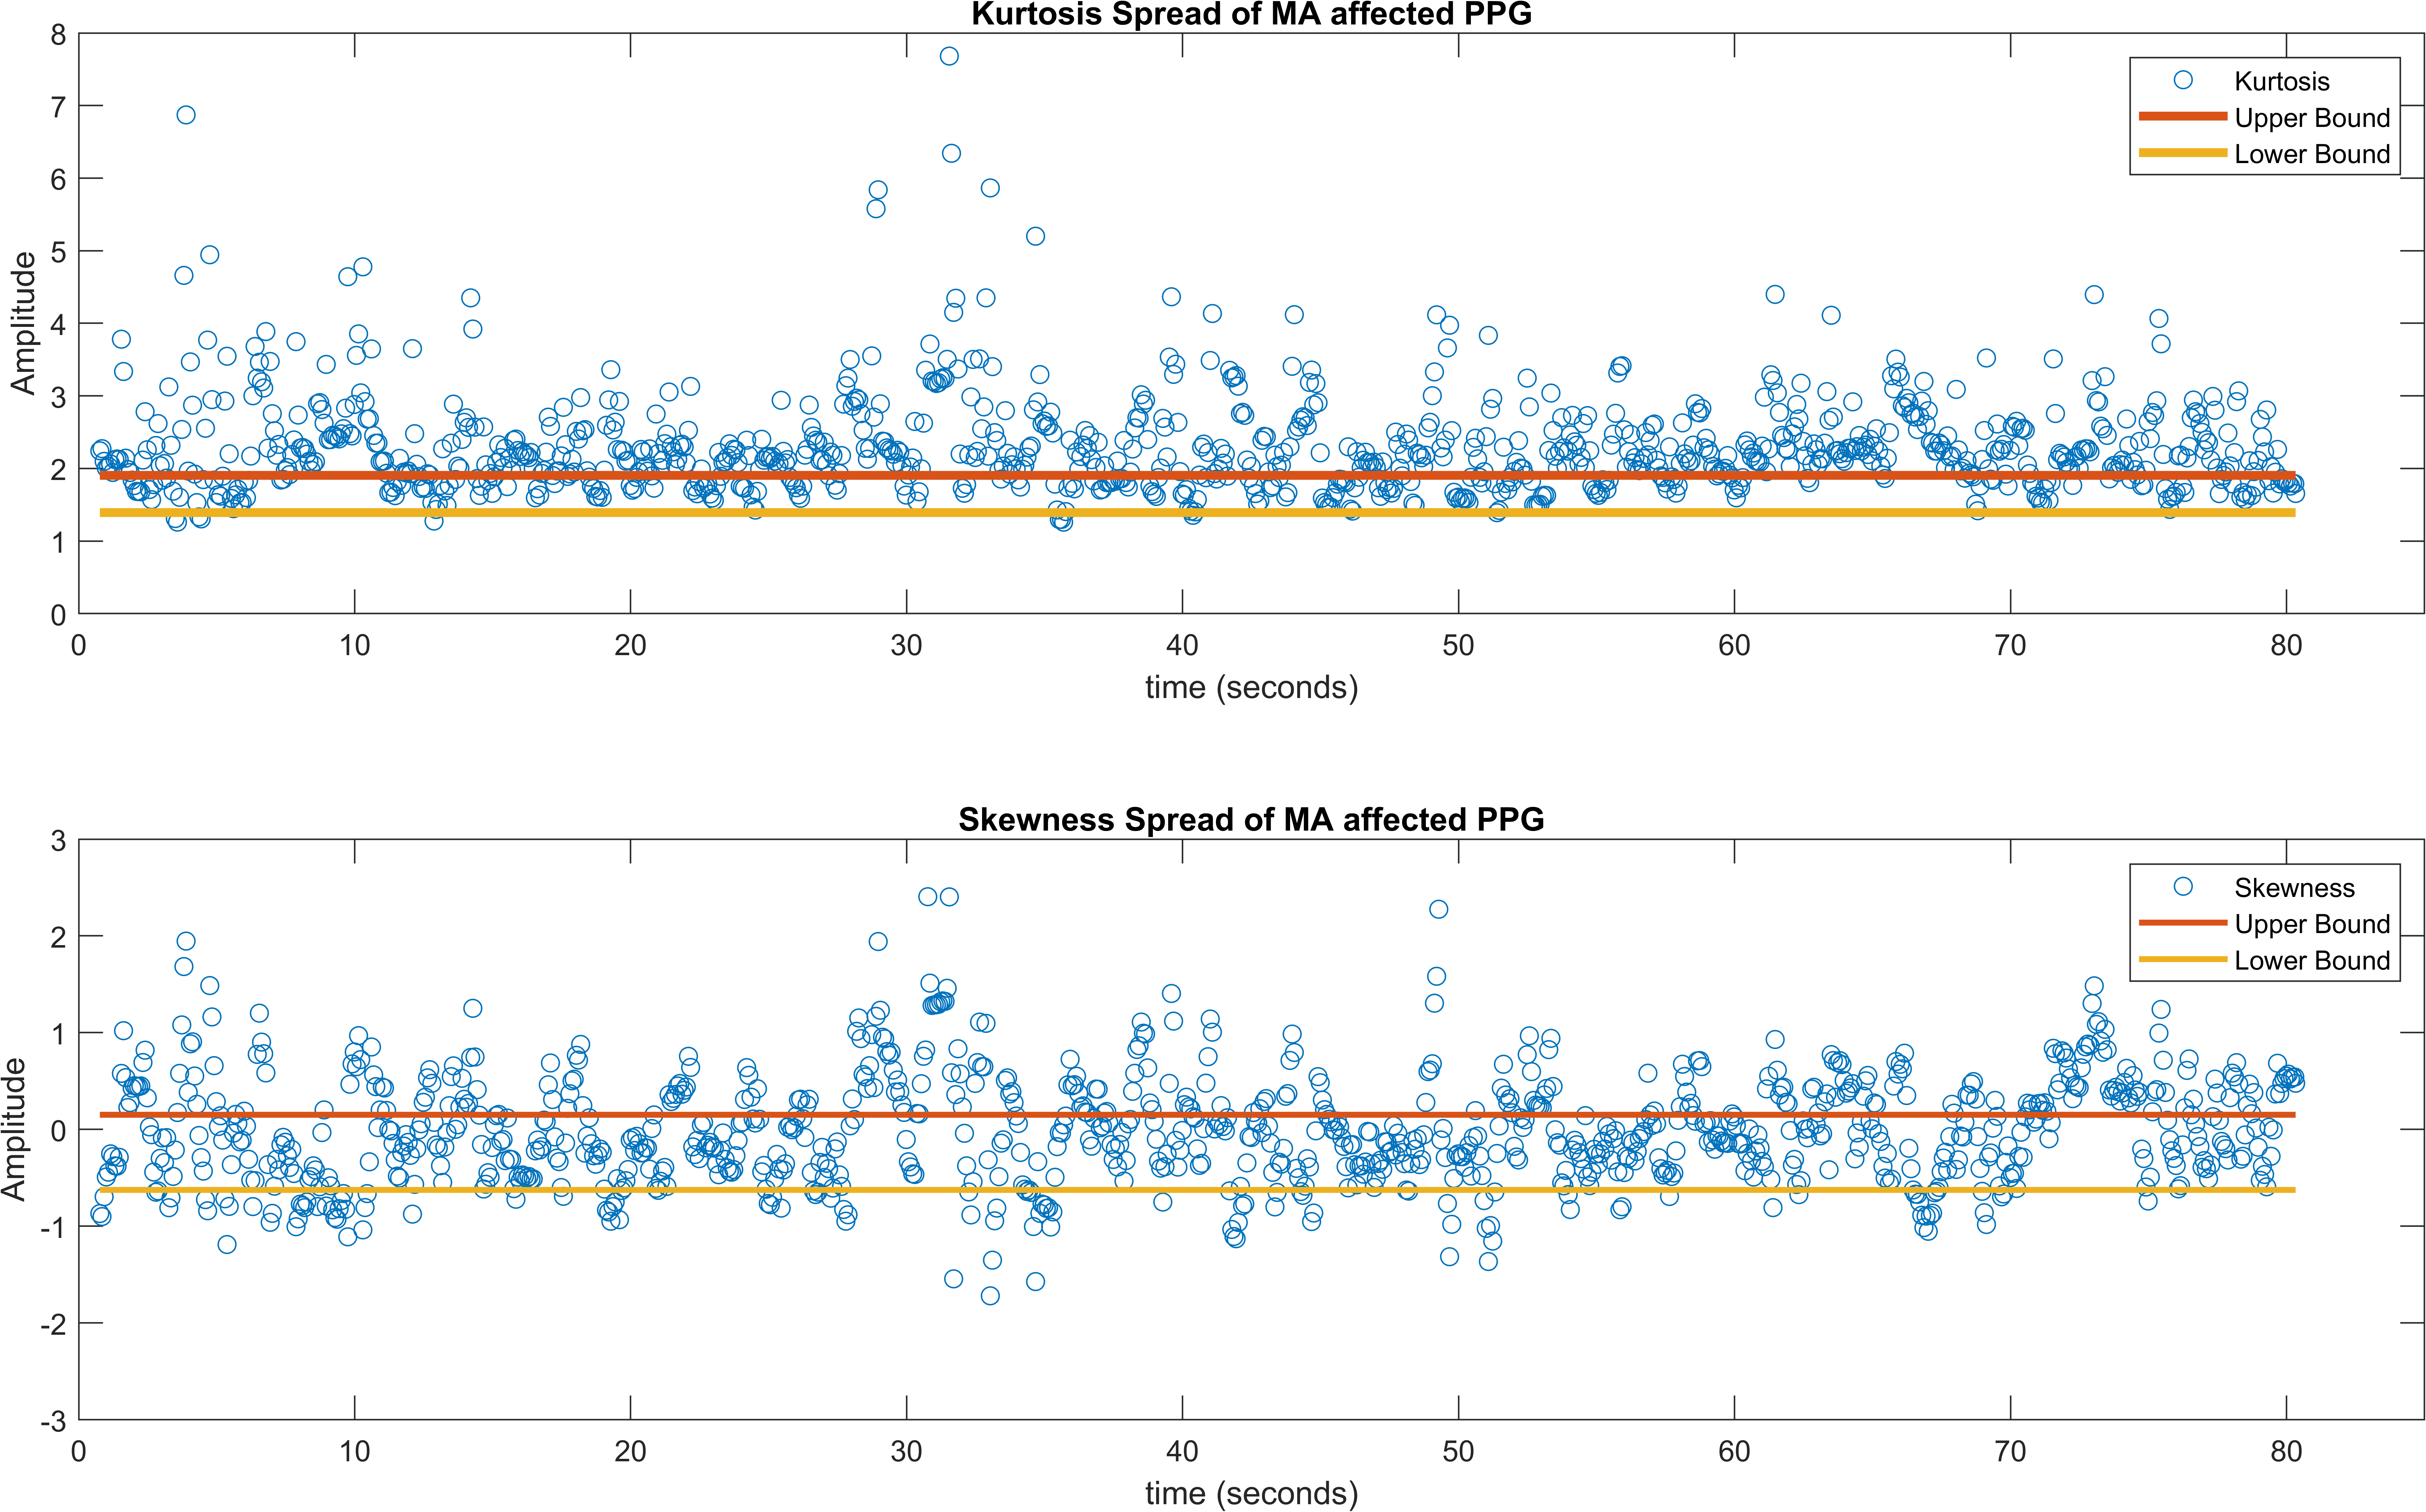 Kurtosis Spread of MA affected PPG
8
7
6
5
4
3
2
1
0
Amplitude
Kurtosis
Upper Bound
Lower Bound
0 10 20 30 40 50 60 70 80
time (seconds)
Skewness Spread of MA affected PPG
3
2
1
0
-1
-2
-3
Amplitude
Skewness
Upper Bound
Lower Bound
0 10 20 30 40 50 60 70 80
time (seconds)